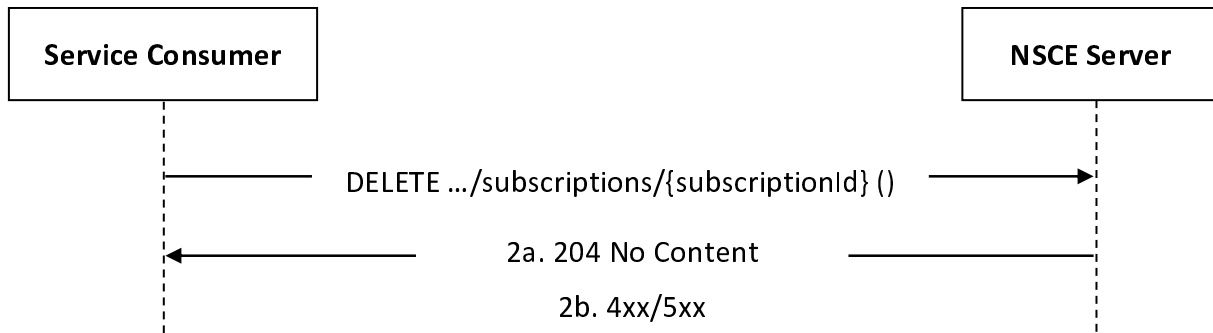 Service Consumer
NSCE Server
DELETE …/subscriptions/{subscriptionId} ()
2a. 204 No Content
2b. 4xx/5xx